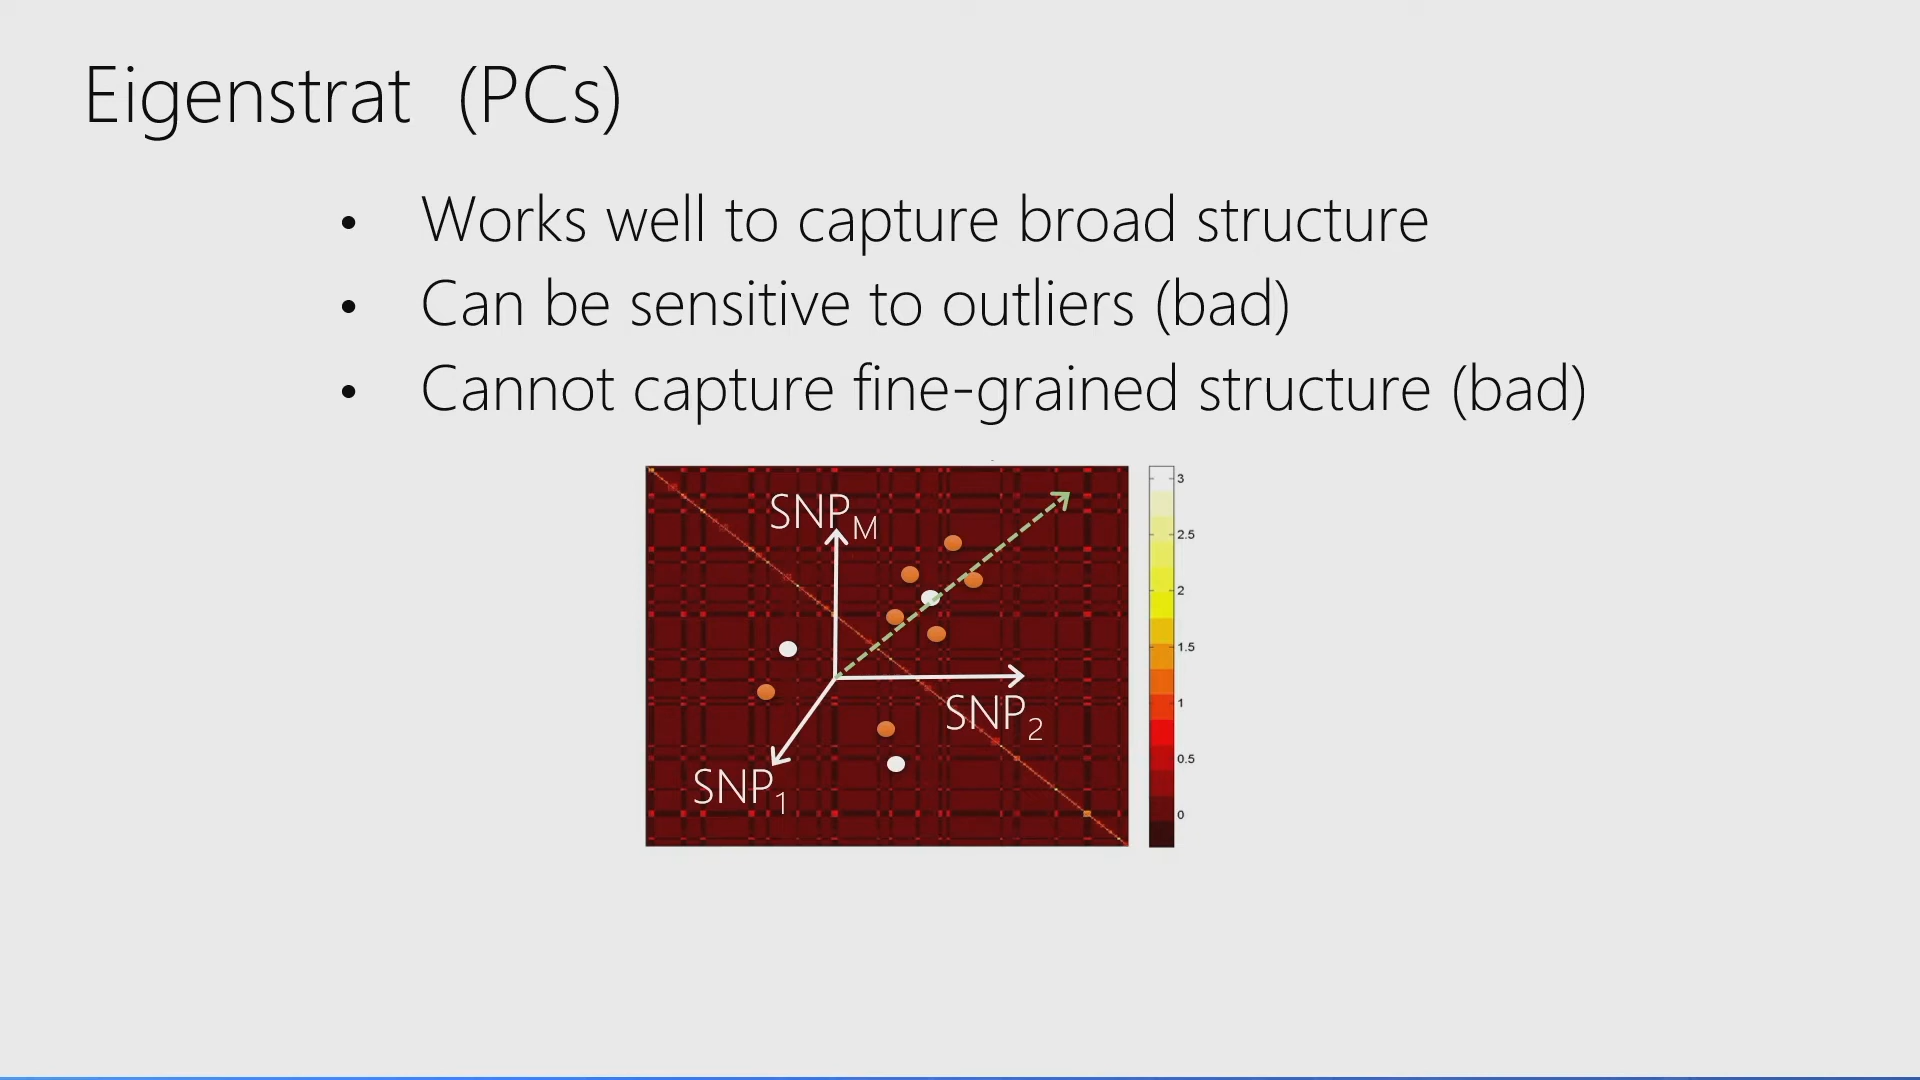 Eigenstrat (PCs)
• Works well to capture broad structure
• Can be sensitive to outliers (bad)
• Cannot capture fine-grained structure (bad)
SNP_M
SNP_2
SNP_1
3
2.5
2
1.5
1
0.5
0